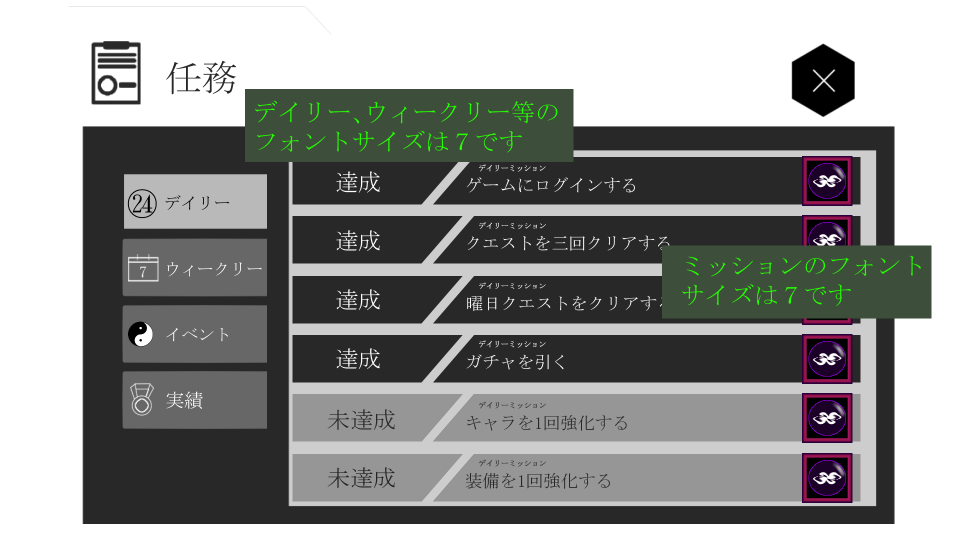 任務
デイリー、ウィークリー等の
フォントサイズは７です
24 デイリー
7 ウィークリー
イベント
実績
達成
デイリーミッション
ゲームにログインする
達成
デイリーミッション
クエストを三回クリアする
ミッションのフォント
サイズは７です
達成
デイリーミッション
曜日クエストをクリアす
達成
デイリーミッション
ガチャを引く
未達成
デイリーミッション
キャラを1回強化する
未達成
デイリーミッション
装備を1回強化する